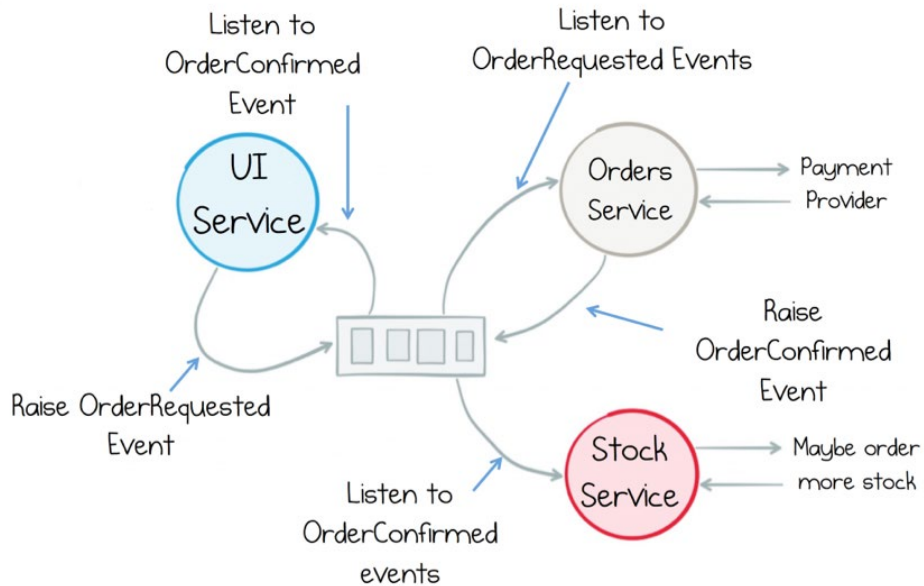 Listen to
OrderConfirmed
Event
Listen to
OrderRequested Events
UI
Service
Orders
Service
Payment
Provider
Raise
OrderConfirmed
Event
Raise OrderRequested
Event
Stock
Service
Maybe order
more stock
Listen to
OrderConfirmed
events